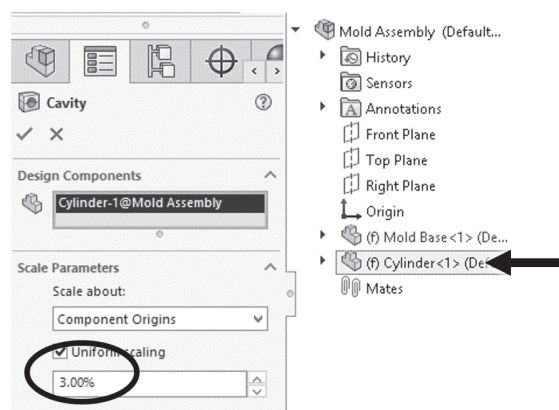 Cavity
Design Components
Cylinder-1@Mold Assembly
Scale Parameters
Scale about:
Component Origins
Uniform scaling
3.00%
Mold Assembly (Default...
History
Sensors
Annotations
Front Plane
Top Plane
Right Plane
Origin
(f) Mold Base<1> (De...
(f) Cylinder<1> (Def
Mates